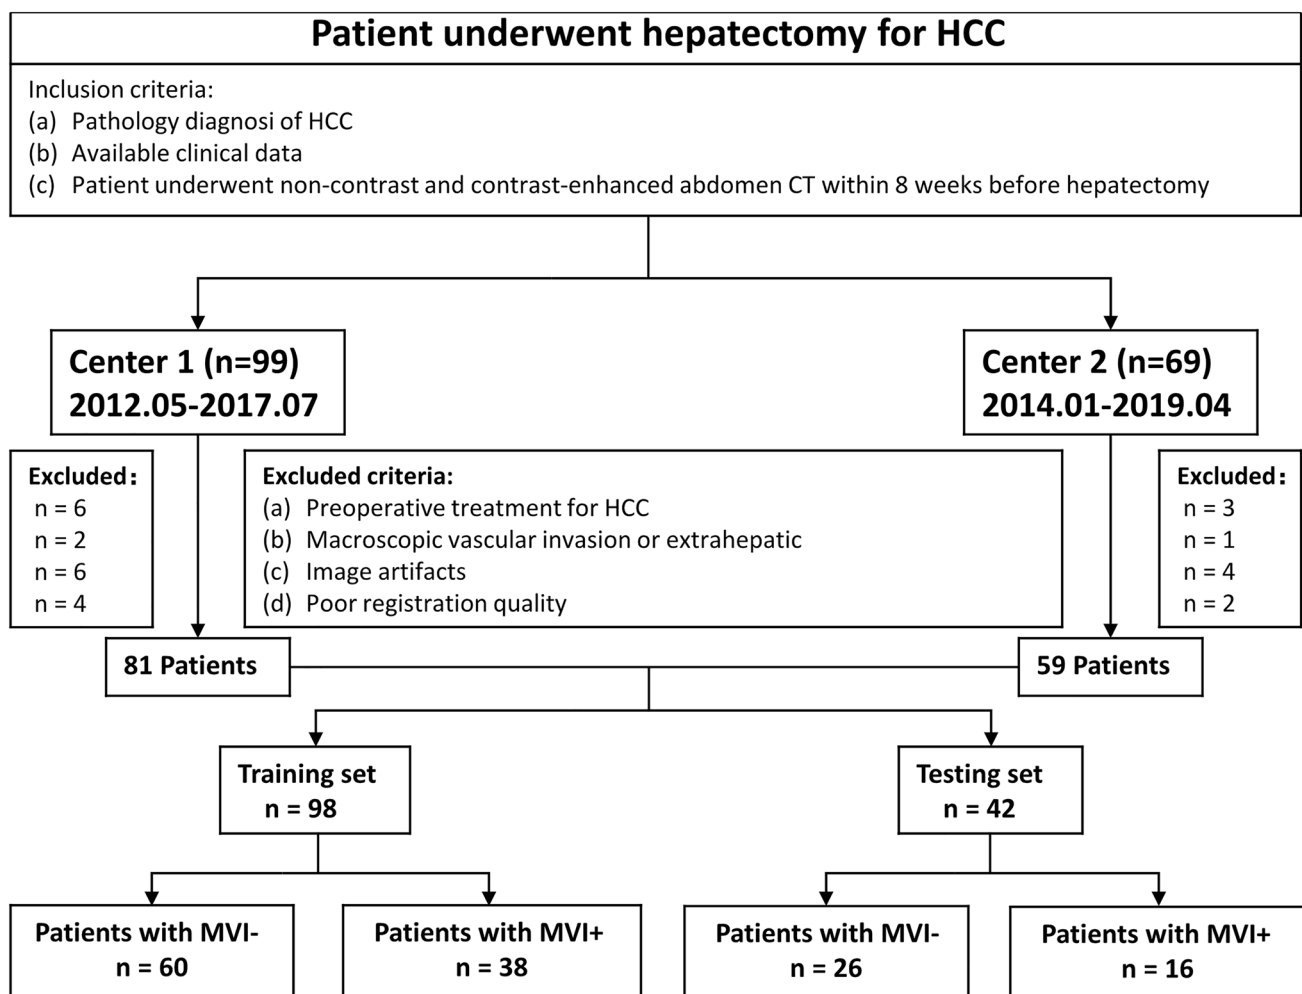 Patient underwent hepatectomy for HCC
Inclusion criteria:
(a) Pathology diagnosi of HCC
(b) Available clinical data
(c) Patient underwent non-contrast and contrast-enhanced abdomen CT within 8 weeks before hepatectomy
Center 1 (n=99)
2012.05-2017.07
Center 2 (n=69)
2014.01-2019.04
Excluded：
n = 6
n = 2
n = 6
n = 4
Excluded criteria:
(a) Preoperative treatment for HCC
(b) Macroscopic vascular invasion or extrahepatic
(c) Image artifacts
(d) Poor registration quality
Excluded：
n = 3
n = 1
n = 4
n = 2
81 Patients
59 Patients
Training set
n = 98
Testing set
n = 42
Patients with MVI-
n = 60
Patients with MVI+
n = 38
Patients with MVI-
n = 26
Patients with MVI+
n = 16